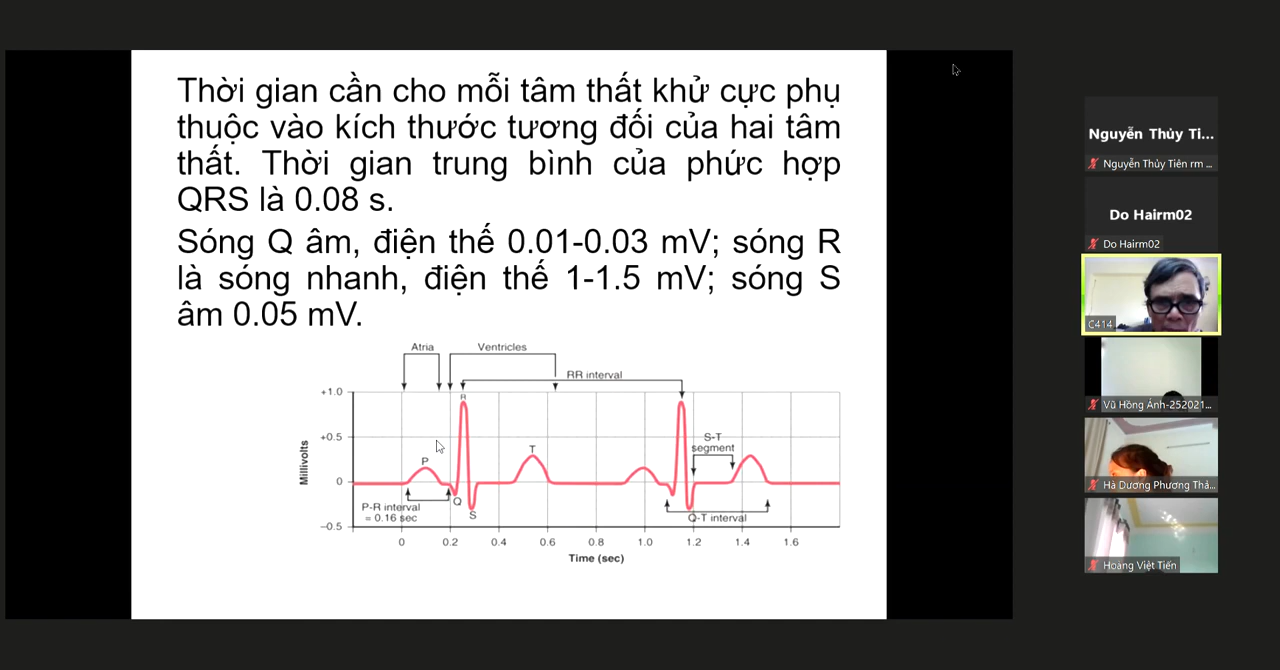 Thời gian cần cho mỗi tâm thất khử cực phụ
thuộc vào kích thước tương đối của hai tâm
thất. Thời gian trung bình của phức hợp
QRS là 0.08 s.
Sóng Q âm, điện thế 0.01-0.03 mV; sóng R
là sóng nhanh, điện thế 1-1.5 mV; sóng S
âm 0.05 mV.
Atria
Ventricles
RR interval
+1.0
+0.5
0
–0.5
Millivolts
P
Q
R
S
T
P-R interval
= 0.16 sec
S-T
segment
Q-T interval
0 0.2 0.4 0.6 0.8 1.0 1.2 1.4 1.6
Time (sec)
Nguyễn Thủy Ti...
Nguyễn Thủy Tiên rm ...
Do Hairm02
Do Hairm02
C414
Vũ Hồng Ánh-252021...
Hà Dương Phương Thả...
Hoàng Việt Tiến